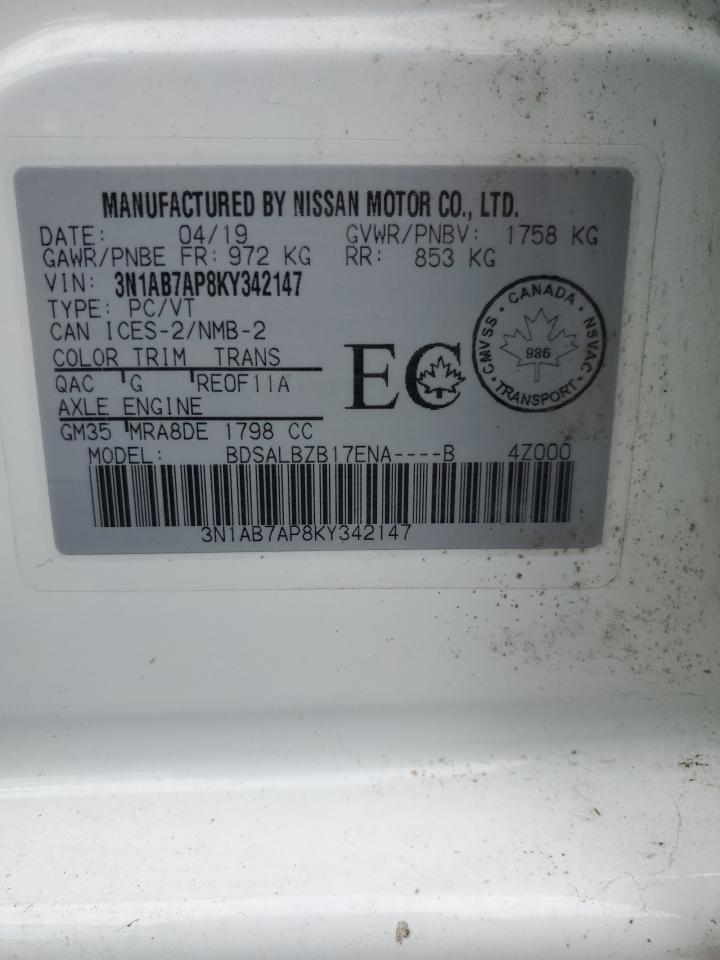 MANUFACTURED BY NISSAN MOTOR CO., LTD.
DATE: 04/19 GVWR/PNBV: 1758 KG
GAWR/PNBE FR: 972 KG RR: 853 KG
VIN: 3N1AB7AP8KY342147
TYPE: PC/VT
CAN ICES-2/NMB-2
COLOR TRIM TRANS
QAC G RE0F11A
AXLE ENGINE
GM35 MRA8DE 1798 CC
EC
CANADA
CMVSS NSVAC
986
TRANSPORT
MODEL: BDSALBZB17ENA----B 4Z000
3N1AB7AP8KY342147